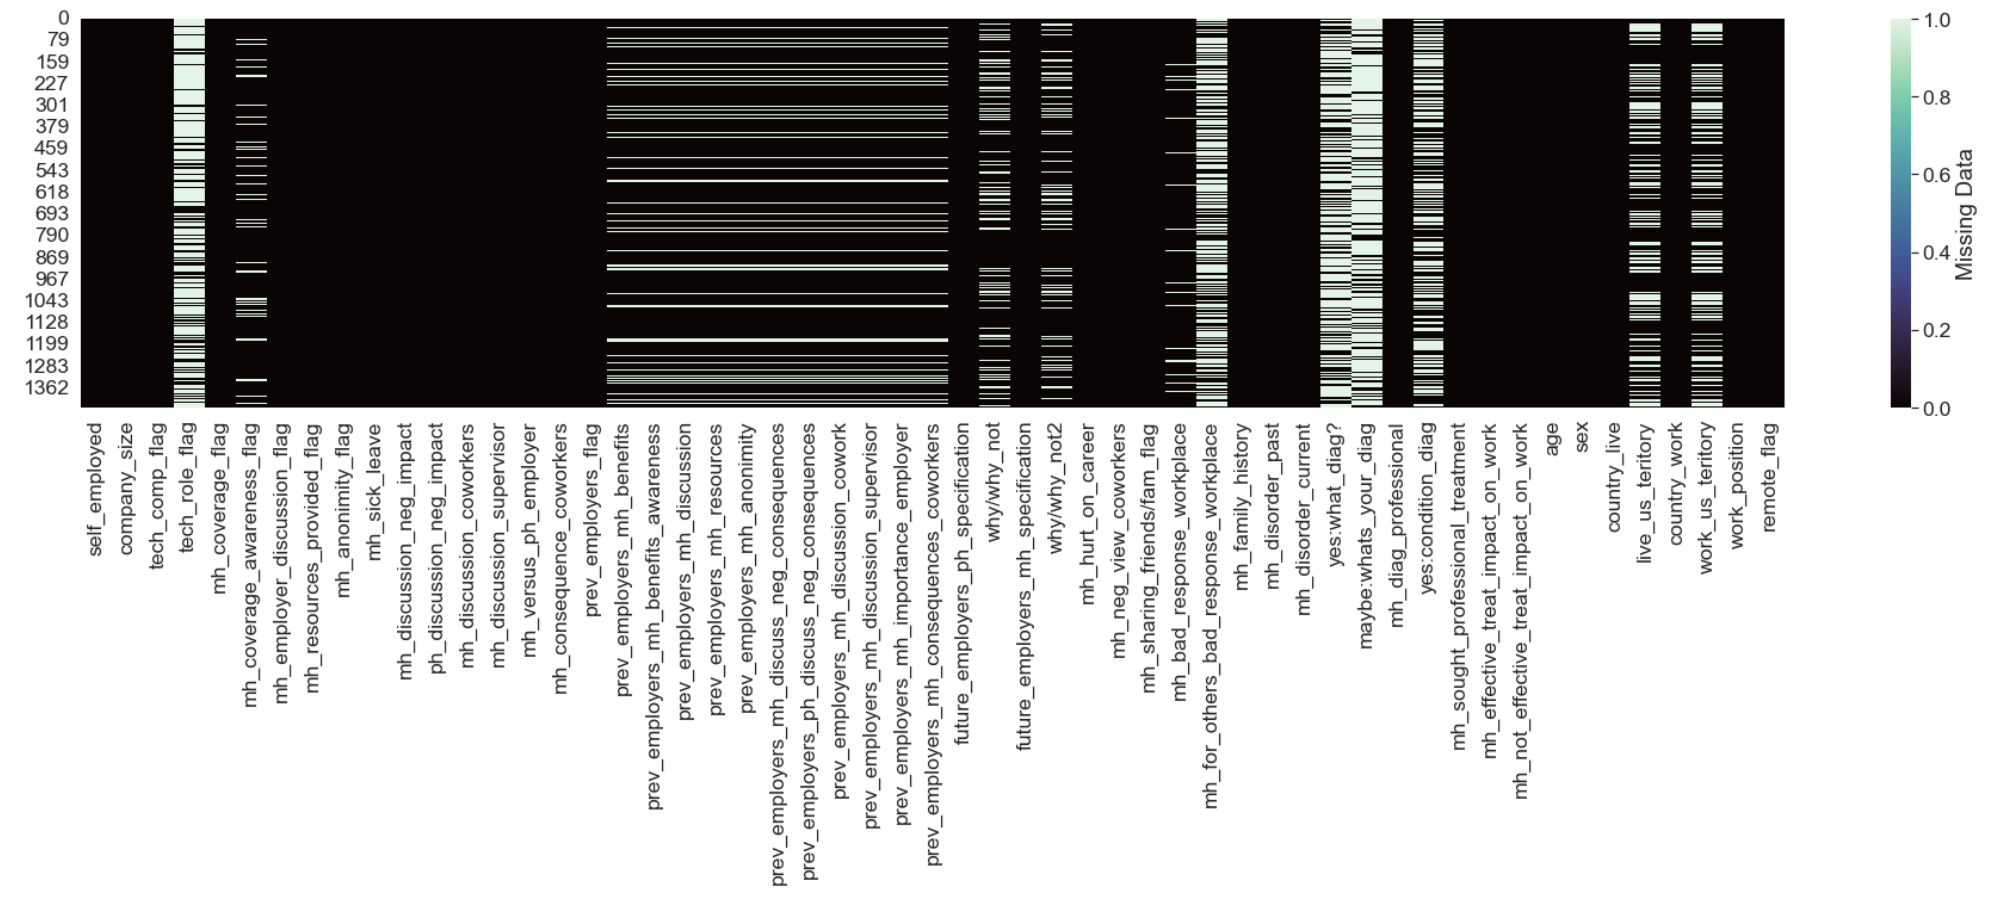 0
79
159
227
301
379
459
543
618
693
790
869
967
1043
1128
1199
1283
1362
self_employed
company_size
tech_comp_flag
tech_role_flag
mh_coverage_flag
mh_coverage_awareness_flag
mh_employer_discussion_flag
mh_resources_provided_flag
mh_anonimity_flag
mh_sick_leave
mh_discussion_neg_impact
ph_discussion_neg_impact
mh_discussion_coworkers
mh_discussion_supervisor
mh_versus_ph_employer
mh_consequence_coworkers
prev_employers_flag
prev_employers_mh_benefits
prev_employers_mh_benefits_awareness
prev_employers_mh_discussion
prev_employers_mh_resources
prev_employers_mh_anonimity
prev_employers_mh_discuss_neg_consequences
prev_employers_ph_discuss_neg_consequences
prev_employers_mh_discussion_cowork
prev_employers_mh_discussion_supervisor
prev_employers_mh_importance_employer
prev_employers_mh_consequences_coworkers
future_employers_ph_specification
why/why_not
future_employers_mh_specification
why/why_not2
mh_hurt_on_career
mh_neg_view_coworkers
mh_sharing_friends/fam_flag
mh_bad_response_workplace
mh_for_others_bad_response_workplace
mh_family_history
mh_disorder_past
mh_disorder_current
yes:what_diag?
maybe:whats_your_diag
mh_diag_professional
yes:condition_diag
mh_sought_professional_treatment
mh_effective_treat_impact_on_work
mh_not_effective_treat_impact_on_work
age
sex
country_live
live_us_teritory
country_work
work_us_teritory
work_position
remote_flag
1.0
0.8
0.6
0.4
0.2
0.0
Missing Data